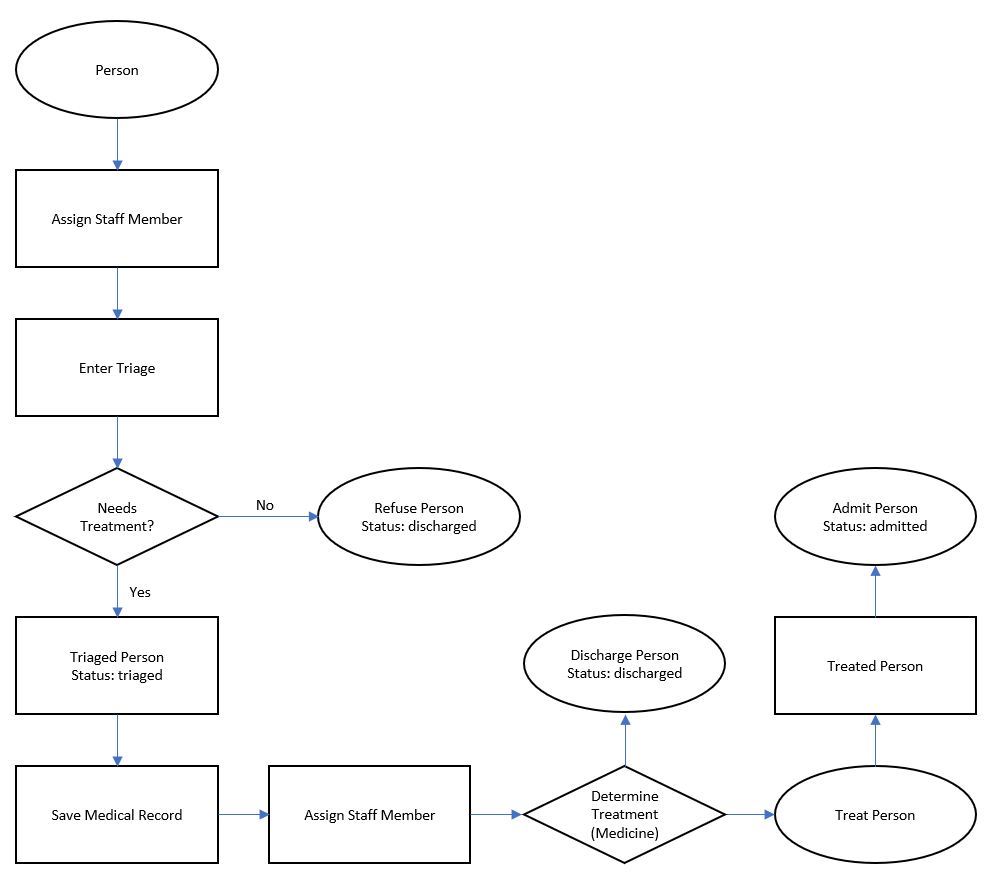 Person
Assign Staff Member
Enter Triage
Needs
Treatment?
No
Refuse Person
Status: discharged
Yes
Triaged Person
Status: triaged
Save Medical Record
Assign Staff Member
Determine
Treatment
(Medicine)
Discharge Person
Status: discharged
Treat Person
Treated Person
Admit Person
Status: admitted